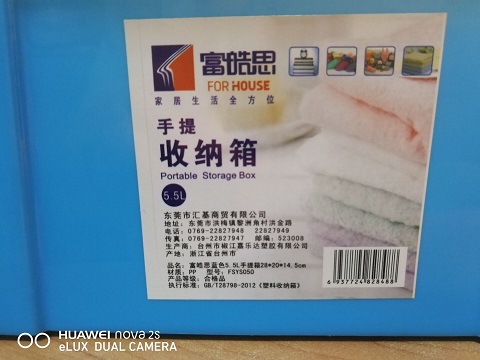 富皓思
FOR HOUSE
家居生活全方位
手提
收纳箱
Portable Storage Box
5.5L
东莞市汇基商贸有限公司
地址：东莞市洪梅镇黎洲角村洪金路
电话：0769-22827948 22827949
传真：0769-22827947 邮编：523008
生产商：台州市椒江嘉乐达塑胶有限公司
产地：浙江省台州市
品名：富皓思蓝色5.5L手提箱28*20*14.5cm
材质：PP 型号：FSYS050
产品等级：合格品
执行标准：GB/T28798-2012（塑料收纳箱）
6937724828488
HUAWEI nova 2S
eLUX DUAL CAMERA